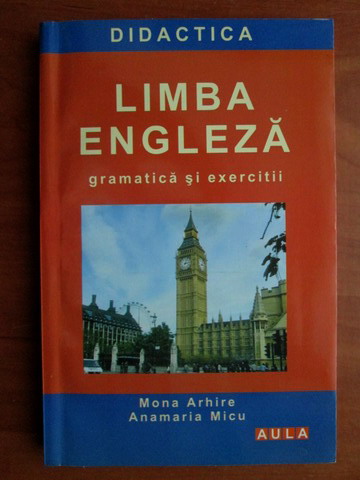 DIDACTICA
LIMBA
ENGLEZĂ
gramatică şi exercitii
Mona Arhire
Anamaria Micu
AULA